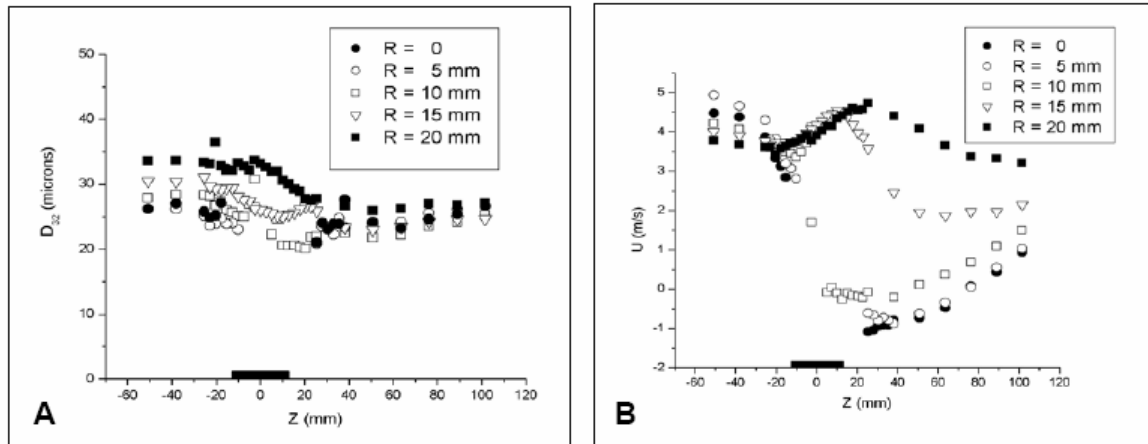 50
40
30
20
10
0
D32 (microns)
-60 -40 -20 0 20 40 60 80 100 120
Z (mm)
R = 0
R = 5 mm
R = 10 mm
R = 15 mm
R = 20 mm
A
5
4
3
2
1
0
-1
-2
U (m/s)
-60 -40 -20 0 20 40 60 80 100 120
Z (mm)
R = 0
R = 5 mm
R = 10 mm
R = 15 mm
R = 20 mm
B